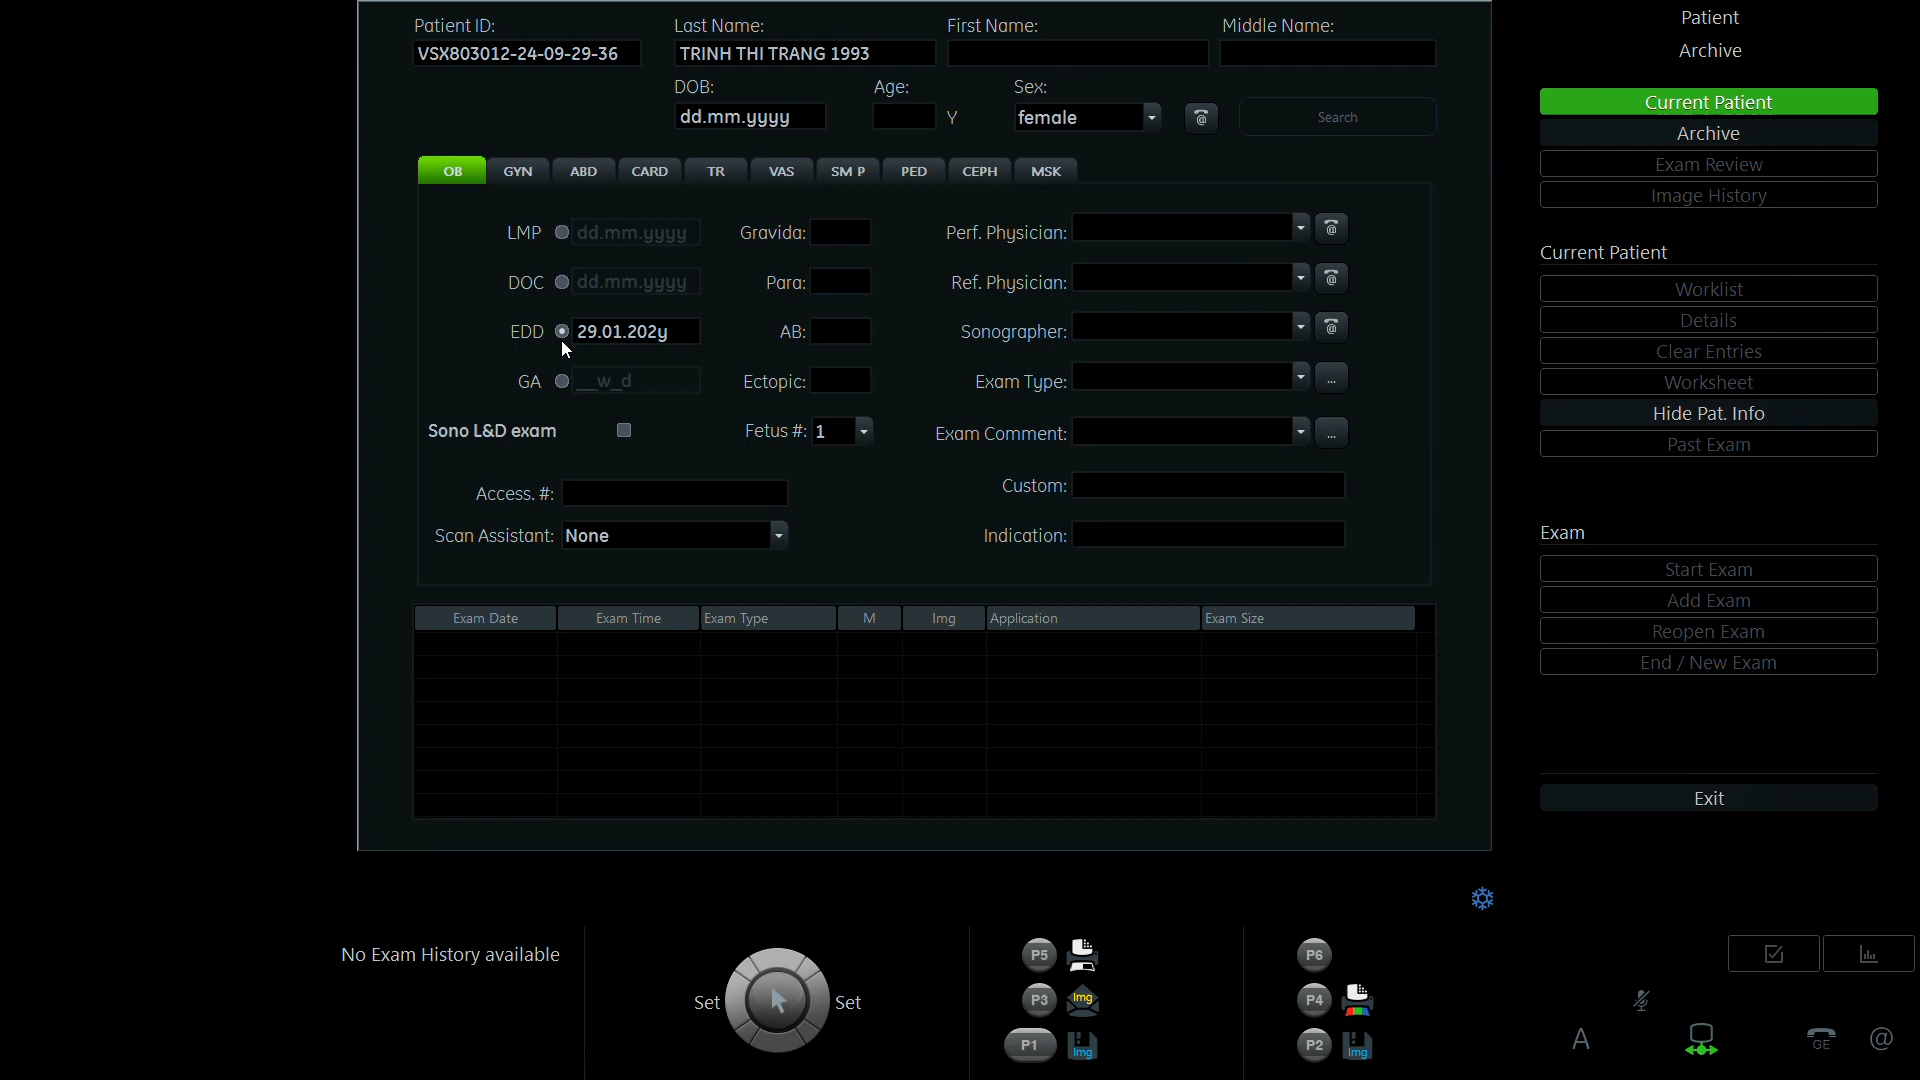 Patient ID: Last Name: First Name: Middle Name:
VSX803012-24-09-29-36 TRINH THI TRANG 1993
DOB: Age: Sex:
dd.mm.yyyy Y female @ Search
OB GYN ABD CARD TR VAS SM P PED CEPH MSK
LMP dd.mm.yyyy Gravida: Perf. Physician: @
DOC dd.mm.yyyy Para: Ref. Physician: @
EDD 29.01.202y AB: Sonographer: @
GA __w_d Ectopic: Exam Type: ...
Sono L&D exam Fetus #: 1 Exam Comment: ...
Access. #: Custom:
Scan Assistant: None Indication:
Exam Date Exam Time Exam Type M Img Application Exam Size
Patient
Archive
Current Patient
Archive
Exam Review
Image History
Current Patient
Worklist
Details
Clear Entries
Worksheet
Hide Pat. Info
Past Exam
Exam
Start Exam
Add Exam
Reopen Exam
End / New Exam
Exit
No Exam History available
Set Set
P5 P6
P3 Img P4
P1 Img P2 Img
A GE @